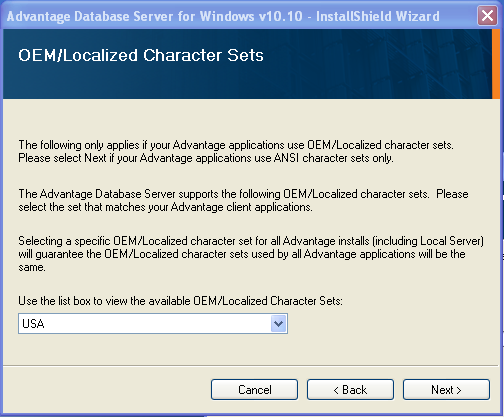 Advantage Database Server for Windows v10.10 - InstallShield Wizard
OEM/Localized Character Sets
The following only applies if your Advantage applications use OEM/Localized character sets.
Please select Next if your Advantage applications use ANSI character sets only.
The Advantage Database Server supports the following OEM/Localized character sets. Please
select the set that matches your Advantage client applications.
Selecting a specific OEM/Localized character set for all Advantage installs (including Local Server)
will guarantee the OEM/Localized character sets used by all Advantage applications will be the
same.
Use the list box to view the available OEM/Localized Character Sets:
USA
Cancel
< Back
Next >